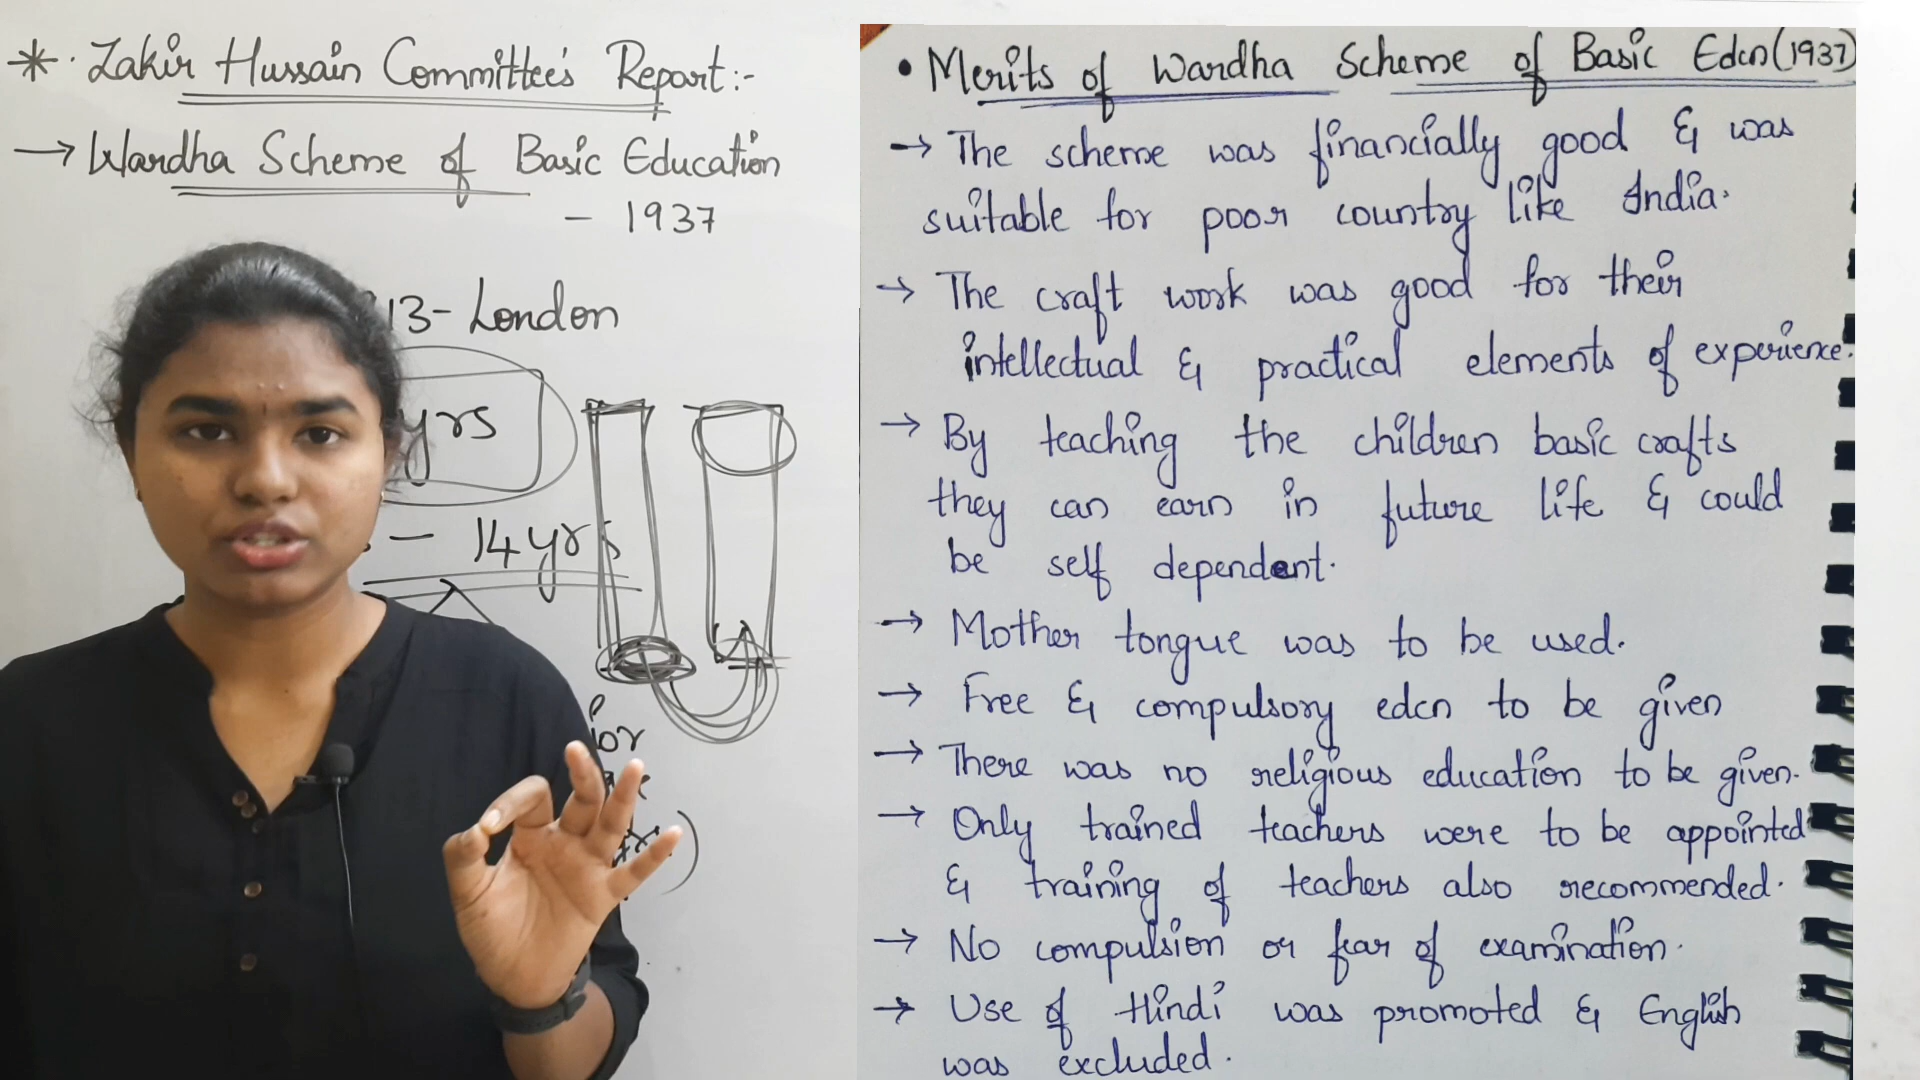 * Zakir Hussain Committee's Report:-
→ Wardha Scheme of Basic Education
- 1937
13- London
yrs
- 14 yrs
ior
• Merits of Wardha Scheme of Basic Edcn (1937)
→ The scheme was financially good & was
suitable for poor country like India.
→ The craft work was good for their
intellectual & practical elements of experience.
→ By teaching the children basic crafts
they can earn in future life & could
be self dependent.
→ Mother tongue was to be used.
→ Free & compulsory edcn to be given
→ There was no religious education to be given.
→ Only trained teachers were to be appointed
& training of teachers also recommended.
→ No compulsion or fear of examination.
→ Use of Hindi was promoted & English
was excluded.